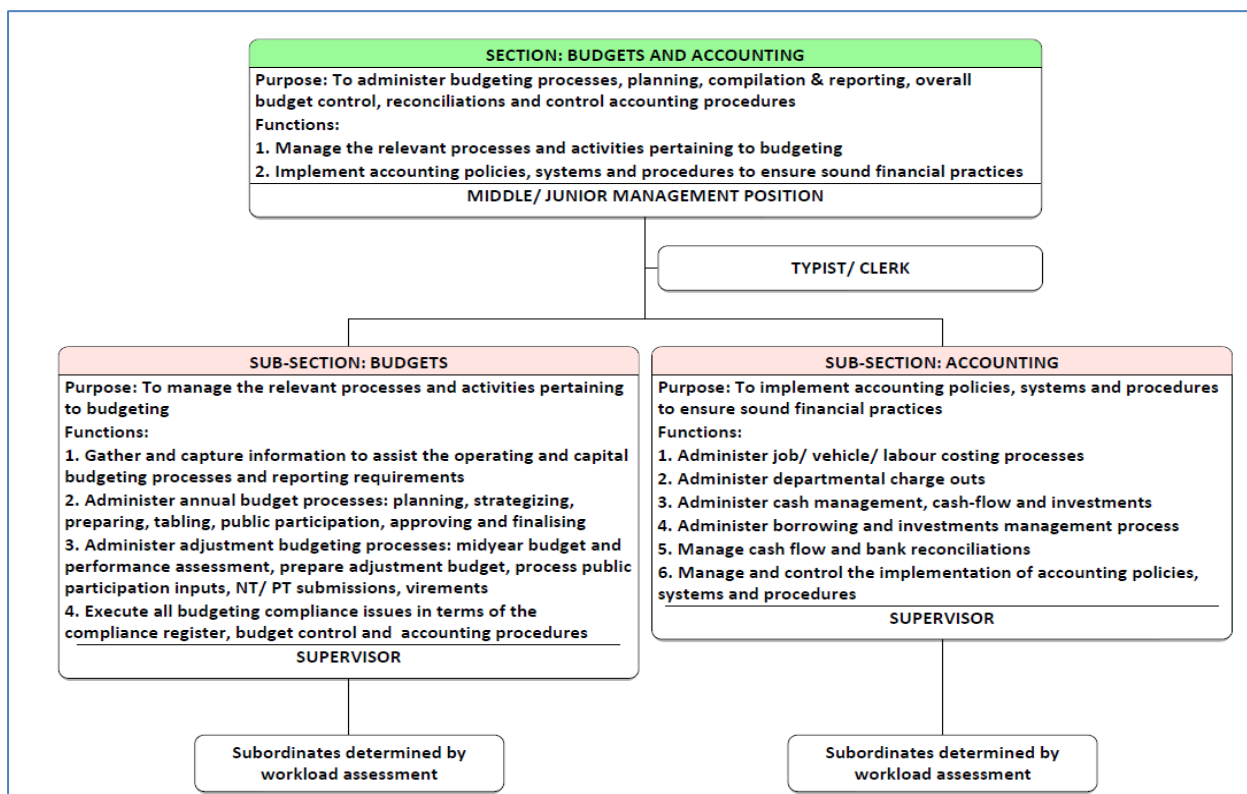 SECTION: BUDGETS AND ACCOUNTING
Purpose: To administer budgeting processes, planning, compilation & reporting, overall
budget control, reconciliations and control accounting procedures
Functions:
1. Manage the relevant processes and activities pertaining to budgeting
2. Implement accounting policies, systems and procedures to ensure sound financial practices
MIDDLE/ JUNIOR MANAGEMENT POSITION
TYPIST/ CLERK
SUB-SECTION: BUDGETS
Purpose: To manage the relevant processes and activities pertaining
to budgeting
Functions:
1. Gather and capture information to assist the operating and capital
budgeting processes and reporting requirements
2. Administer annual budget processes: planning, strategizing,
preparing, tabling, public participation, approving and finalising
3. Administer adjustment budgeting processes: midyear budget and
performance assessment, prepare adjustment budget, process public
participation inputs, NT/ PT submissions, virements
4. Execute all budgeting compliance issues in terms of the
compliance register, budget control and accounting procedures
SUPERVISOR
Subordinates determined by
workload assessment
SUB-SECTION: ACCOUNTING
Purpose: To implement accounting policies, systems and procedures
to ensure sound financial practices
Functions:
1. Administer job/ vehicle/ labour costing processes
2. Administer departmental charge outs
3. Administer cash management, cash-flow and investments
4. Administer borrowing and investments management process
5. Manage cash flow and bank reconciliations
6. Manage and control the implementation of accounting policies,
systems and procedures
SUPERVISOR
Subordinates determined by
workload assessment